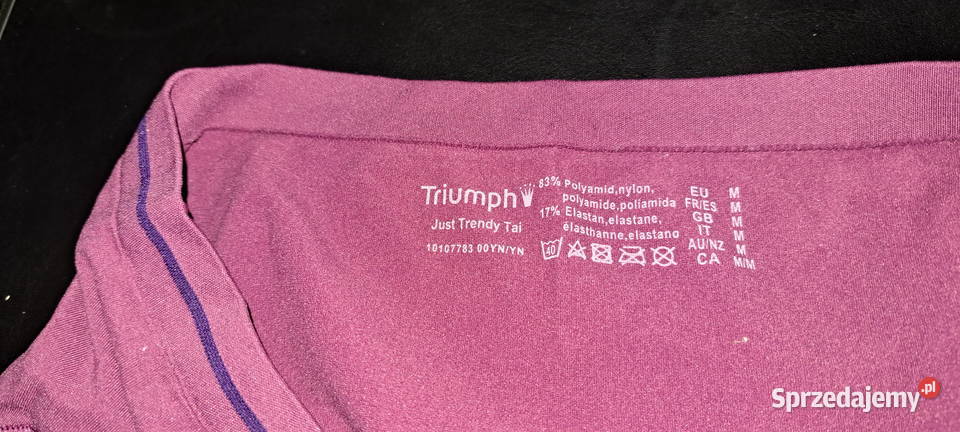 Triumph
Just Trendy Tai
10107783 00YN/YN
83% Polyamid,nylon,
polyamide,poliamida
17% Elastan,elastane,
élasthanne,elastano
40
EU M
FR/ES M
GB M
IT M
AU/NZ M
CA M/M
Sprzedajemy.pl